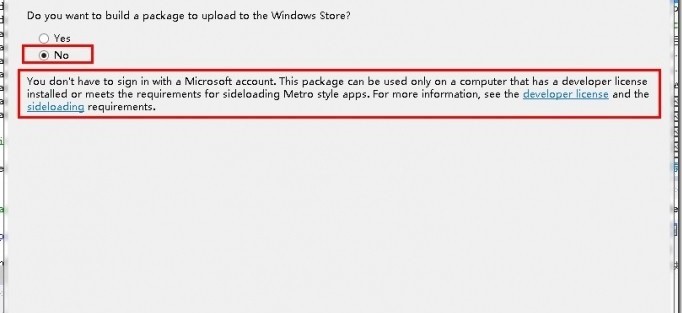 Do you want to build a package to upload to the Windows Store?
Yes
No
You don't have to sign in with a Microsoft account. This package can be used only on a computer that has a developer license
installed or meets the requirements for sideloading Metro style apps. For more information, see the developer license and the
sideloading requirements.